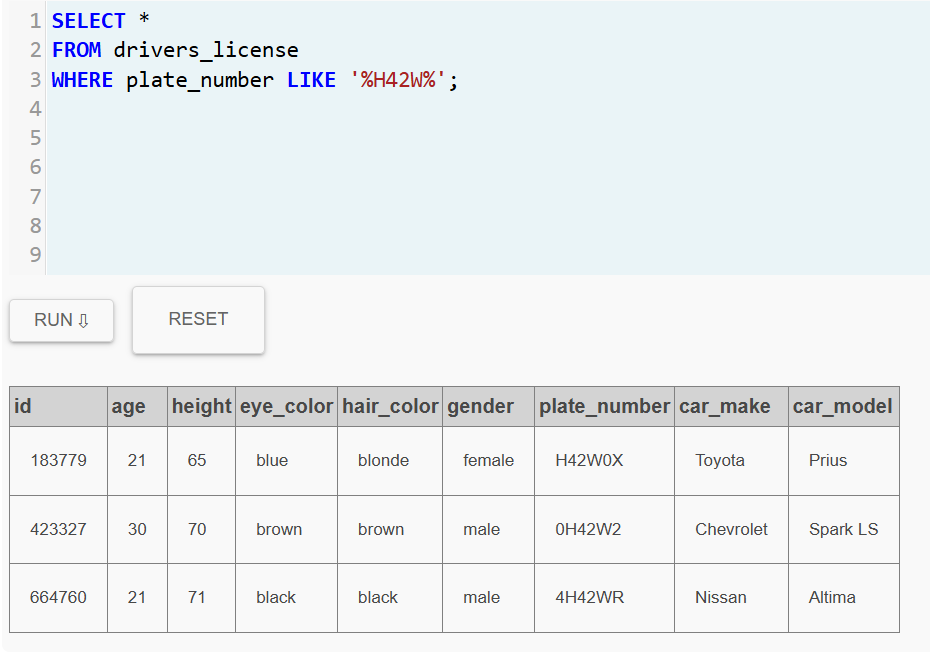 1 SELECT *
2 FROM drivers_license
3 WHERE plate_number LIKE '%H42W%';
4
5
6
7
8
9
RUN ⇩ RESET
id age height eye_color hair_color gender plate_number car_make car_model
183779 21 65 blue blonde female H42W0X Toyota Prius
423327 30 70 brown brown male 0H42W2 Chevrolet Spark LS
664760 21 71 black black male 4H42WR Nissan Altima